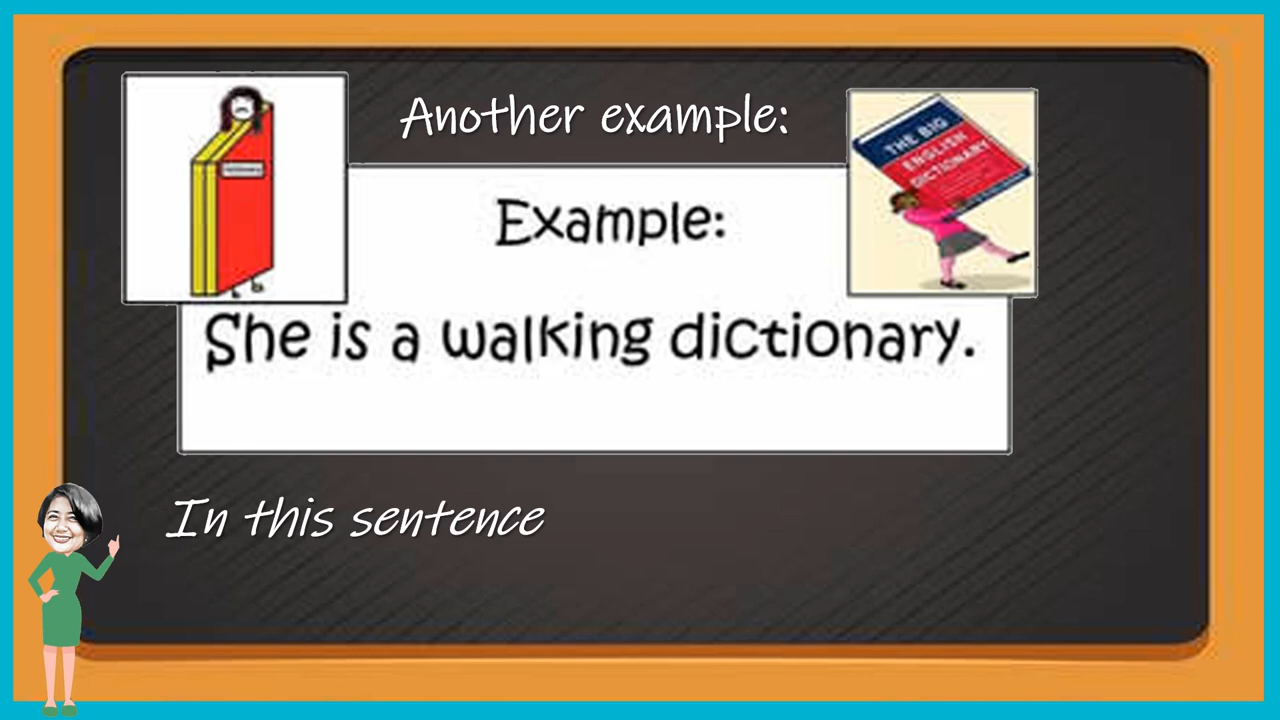 Another example:
THE BIG
ENGLISH
DICTIONARY
Example:
She is a walking dictionary.
In this sentence